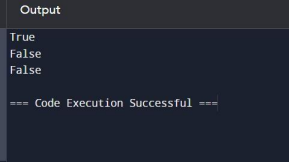 Output
True
False
False
=== Code Execution Successful ===